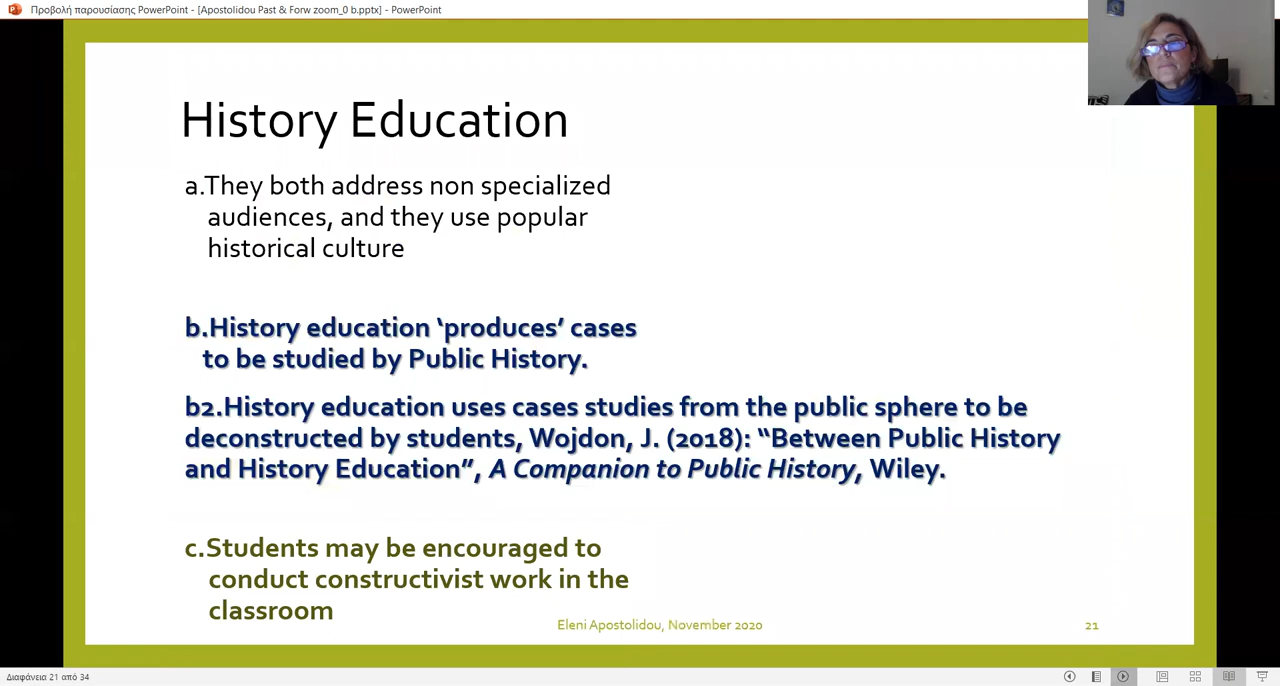 Προβολή παρουσίασης PowerPoint - [Apostolidou Past & Forw zoom_0 b.pptx] - PowerPoint
History Education
a.They both address non specialized
audiences, and they use popular
historical culture
b.History education ‘produces’ cases
to be studied by Public History.
b2.History education uses cases studies from the public sphere to be
deconstructed by students, Wojdon, J. (2018): “Between Public History
and History Education”, A Companion to Public History, Wiley.
c.Students may be encouraged to
conduct constructivist work in the
classroom
Eleni Apostolidou, November 2020
21
Διαφάνεια 21 από 34